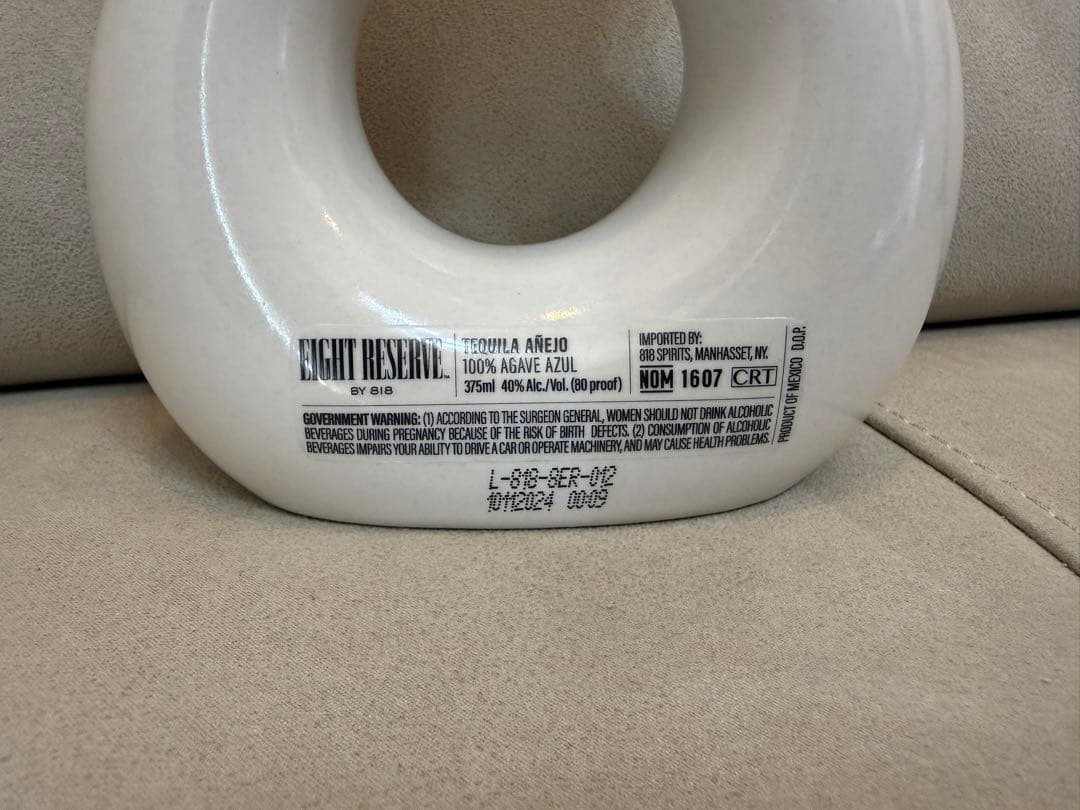 EIGHT RESERVE™
BY 818
TEQUILA AÑEJO
100% AGAVE AZUL
375ml 40% Alc./Vol. (80 proof)
IMPORTED BY:
818 SPIRITS, MANHASSET, NY.
NOM 1607 CRT
PRODUCT OF MEXICO D.O.P.
GOVERNMENT WARNING: (1) ACCORDING TO THE SURGEON GENERAL, WOMEN SHOULD NOT DRINK ALCOHOLIC
BEVERAGES DURING PREGNANCY BECAUSE OF THE RISK OF BIRTH DEFECTS. (2) CONSUMPTION OF ALCOHOLIC
BEVERAGES IMPAIRS YOUR ABILITY TO DRIVE A CAR OR OPERATE MACHINERY, AND MAY CAUSE HEALTH PROBLEMS.
L-818-8ER-012
10112024 00:09